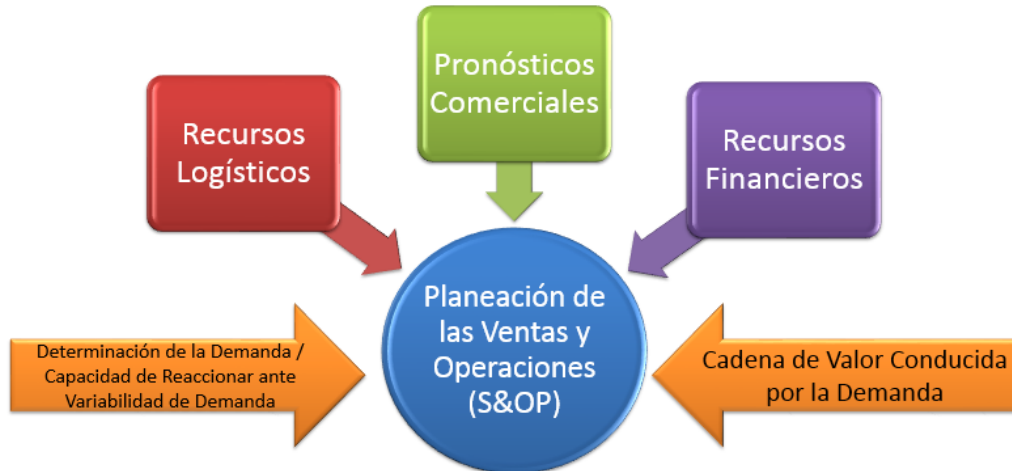 Pronósticos
Comerciales
Recursos
Logísticos
Recursos
Financieros
Planeación de
las Ventas y
Operaciones
(S&OP)
Determinación de la Demanda /
Capacidad de Reaccionar ante
Variabilidad de Demanda
Cadena de Valor Conducida
por la Demanda